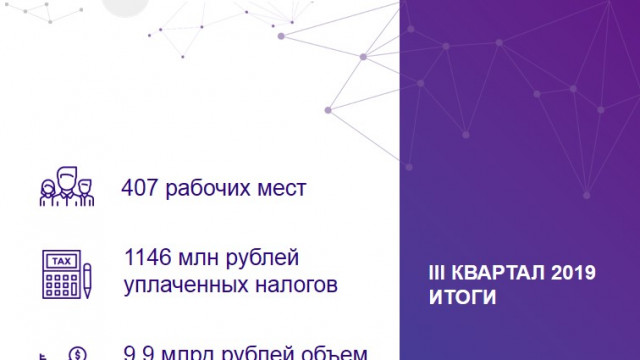 407 рабочих мест
TAX
1146 млн рублей
уплаченных налогов
$
9,9 млрд рублей объем
III КВАРТАЛ 2019
ИТОГИ